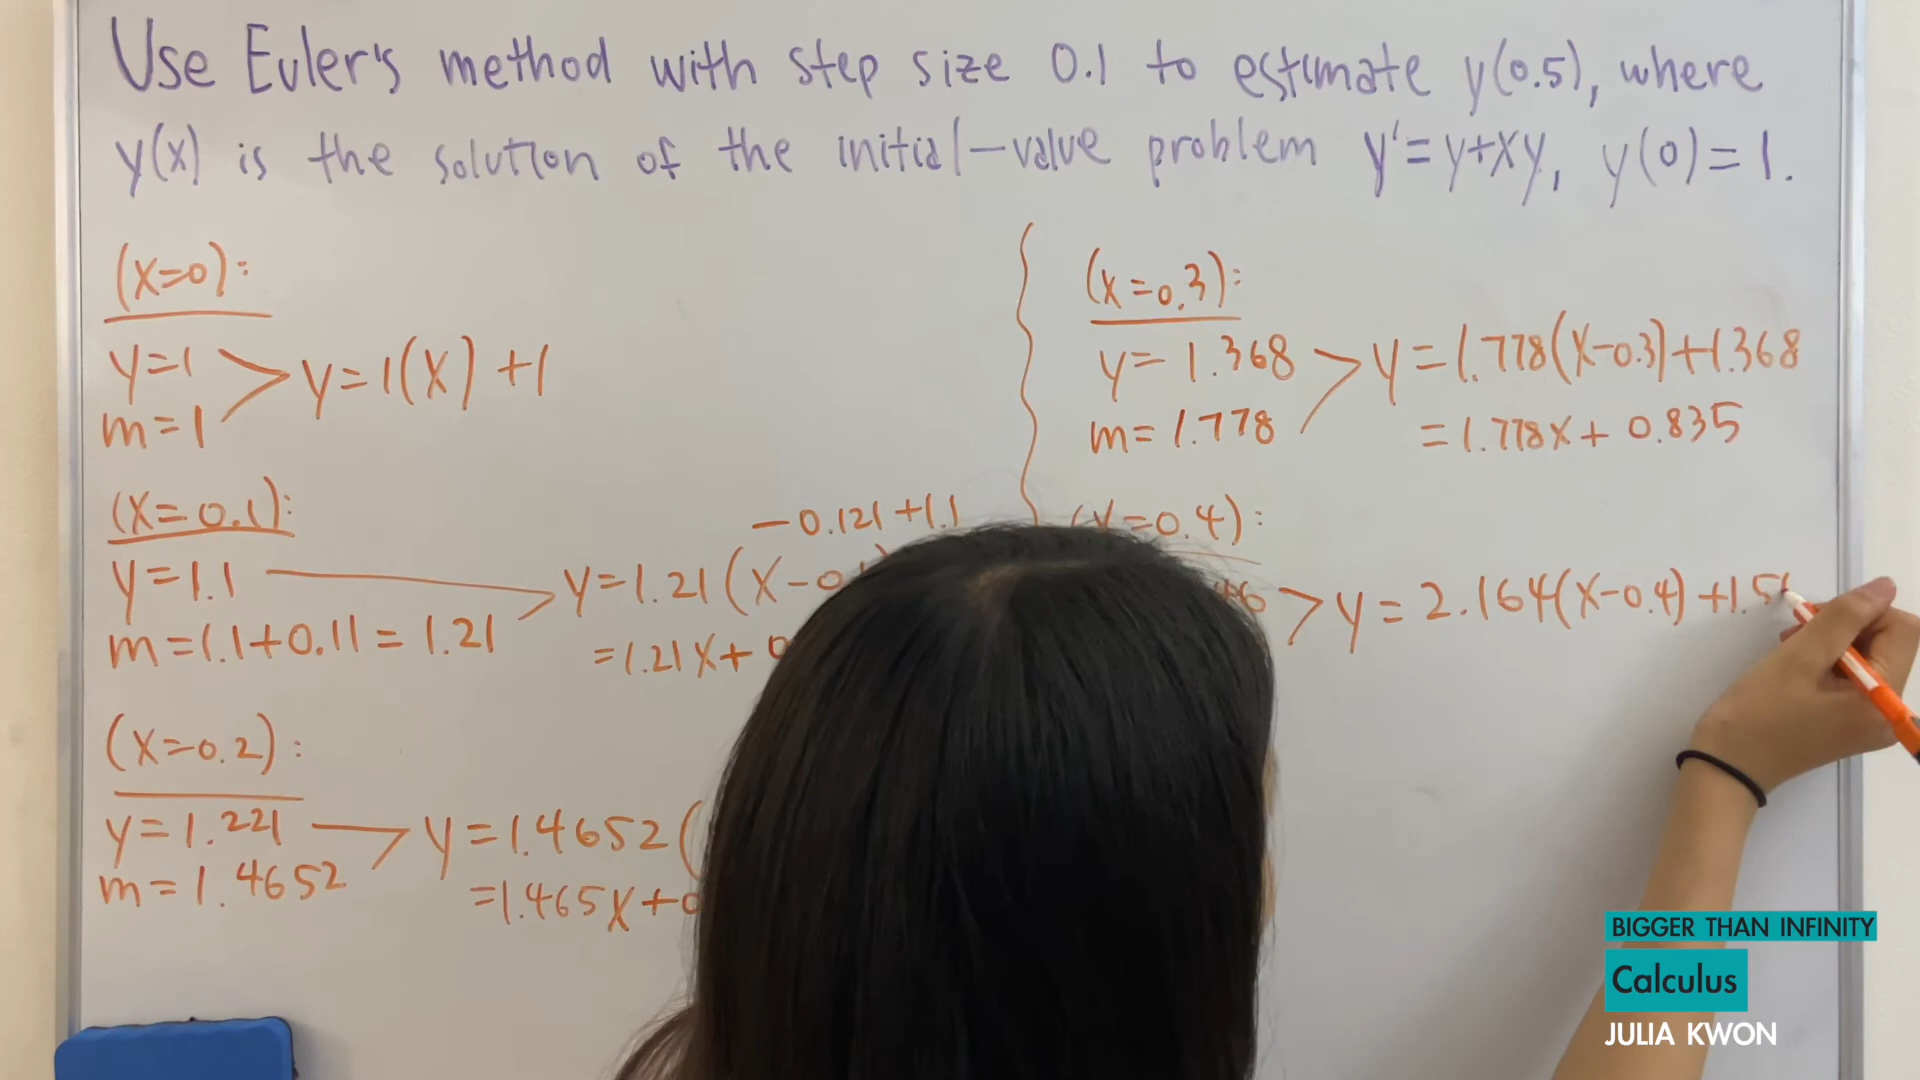 Use Euler's method with step size 0.1 to estimate y(0.5), where
y(x) is the solution of the initial-value problem y'=y+xy, y(0)=1.
(x=0):
y=1 > y=1(x)+1
m=1
(x=0.1):
-0.121+1.1
y=1.1 > y=1.21(x-0
m=1.1+0.11=1.21
=1.21x+
(x=0.2):
y=1.221 > y=1.4652(
m=1.4652
=1.465x+
(x=0.3):
y=1.368 > y=1.778(x-0.3)+1.368
m=1.778
=1.778x+0.835
(x=0.4):
46 > y=2.164(x-0.4)+1.5
BIGGER THAN INFINITY
Calculus
JULIA KWON